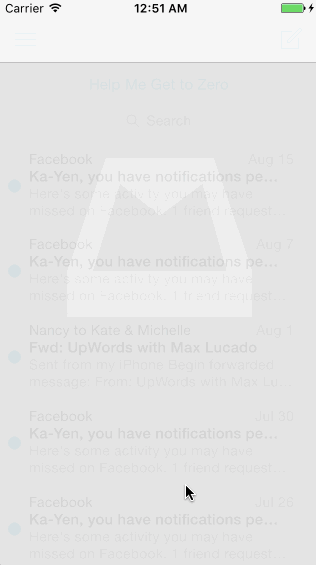 Carrier 12:51 AM
Help Me Get to Zero
Search
Facebook Aug 15
Ka-Yen, you have notifications pe...
Here's some activity you may have
missed on Facebook. 1 friend request...
Facebook Aug 7
Ka-Yen, you have notifications pe...
Here's some activity you may have
missed on Facebook. 1 friend request...
Nancy to Kate & Michelle Aug 1
Fwd: UpWords with Max Lucado
Sent from my iPhone Begin forwarded
message: From: UpWords with Max Lu...
Facebook Jul 30
Ka-Yen, you have notifications pe...
Here's some activity you may have
missed on Facebook. 1 friend request...
Facebook Jul 26
Ka-Yen, you have notifications pe...
Here's some activity you may have
missed on Facebook. 1 friend request...